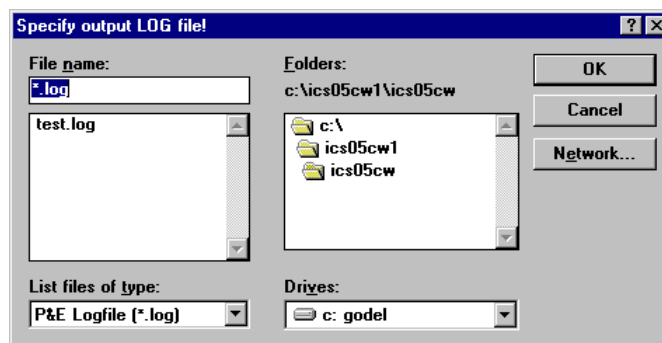 Specify output LOG file!
File name:
*.log
test.log
List files of type:
P&E Logfile (*.log)
Folders:
c:\ics05cw1\ics05cw
c:\
ics05cw1
ics05cw
Drives:
c: godel
OK
Cancel
Network...